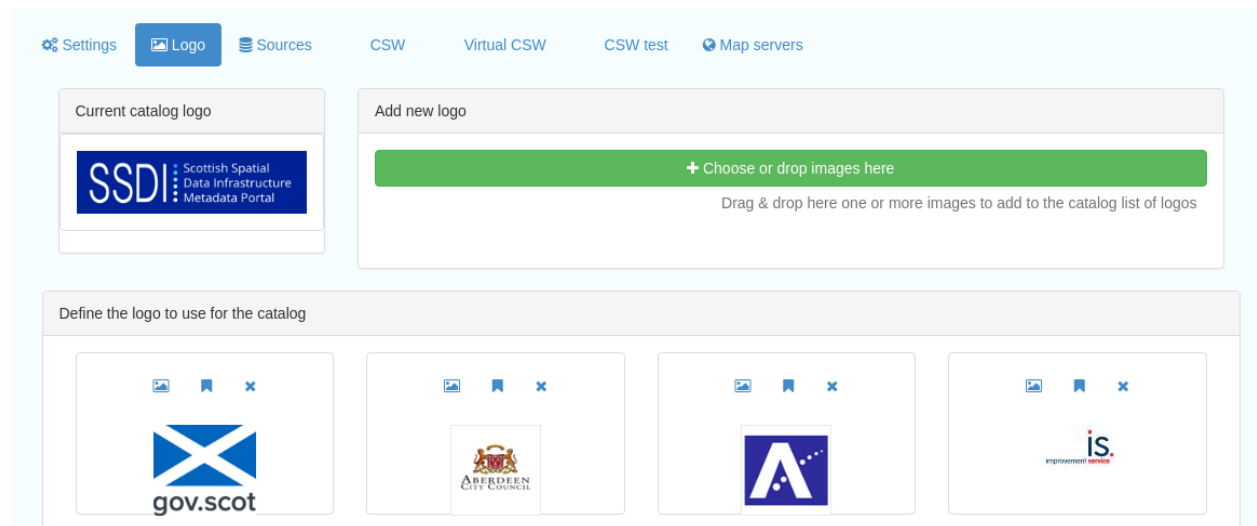 Settings
Logo
Sources
CSW
Virtual CSW
CSW test
Map servers
Current catalog logo
SSDI Scottish Spatial
Data Infrastructure
Metadata Portal
Add new logo
Choose or drop images here
Drag & drop here one or more images to add to the catalog list of logos
Define the logo to use for the catalog
gov.scot
ABERDEEN
CITY COUNCIL
A
is.
improvement service